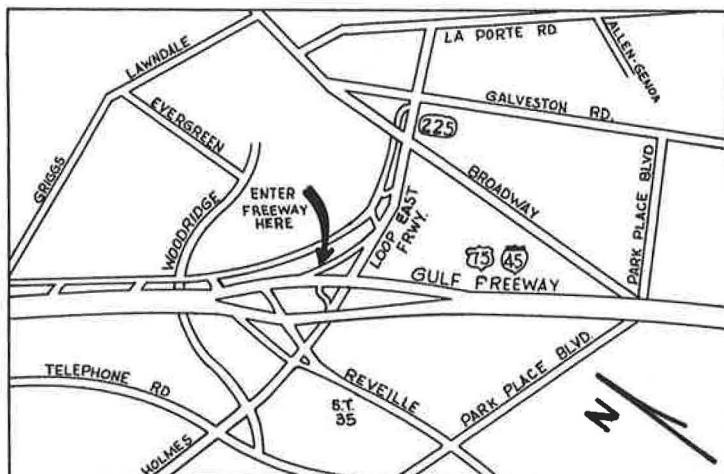 LA PORTE RD.
ALLEN-GENOA
LAWNDALE
GALVESTON RD.
EVERGREEN
225
GRIGGS
ENTER
FREEWAY
HERE
BROADWAY
PARK PLACE BLVD
WOODRIDGE
LOOP EAST
FRWY.
75
45
GULF FREEWAY
TELEPHONE RD
REVEILLE
PARK PLACE BLVD.
S.T.
35
HOLMES
N